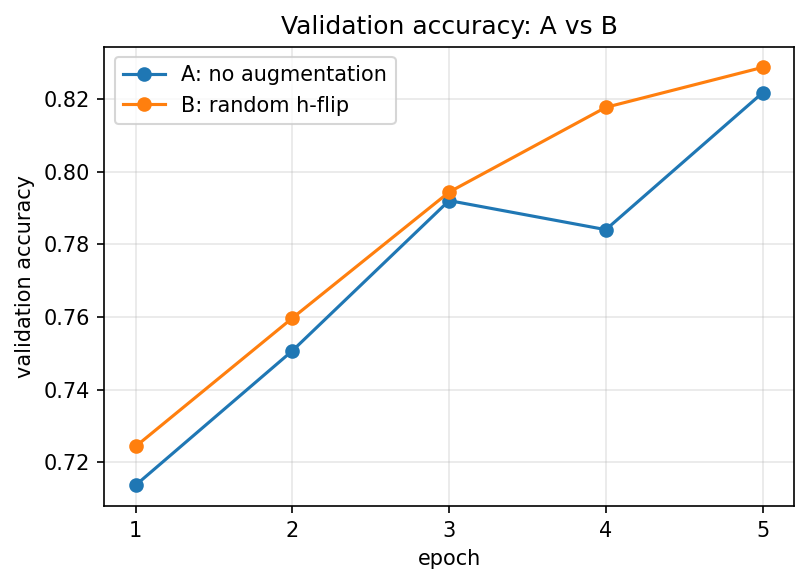 Validation accuracy: A vs B
A: no augmentation
B: random h-flip
validation accuracy
0.82
0.80
0.78
0.76
0.74
0.72
1 2 3 4 5
epoch